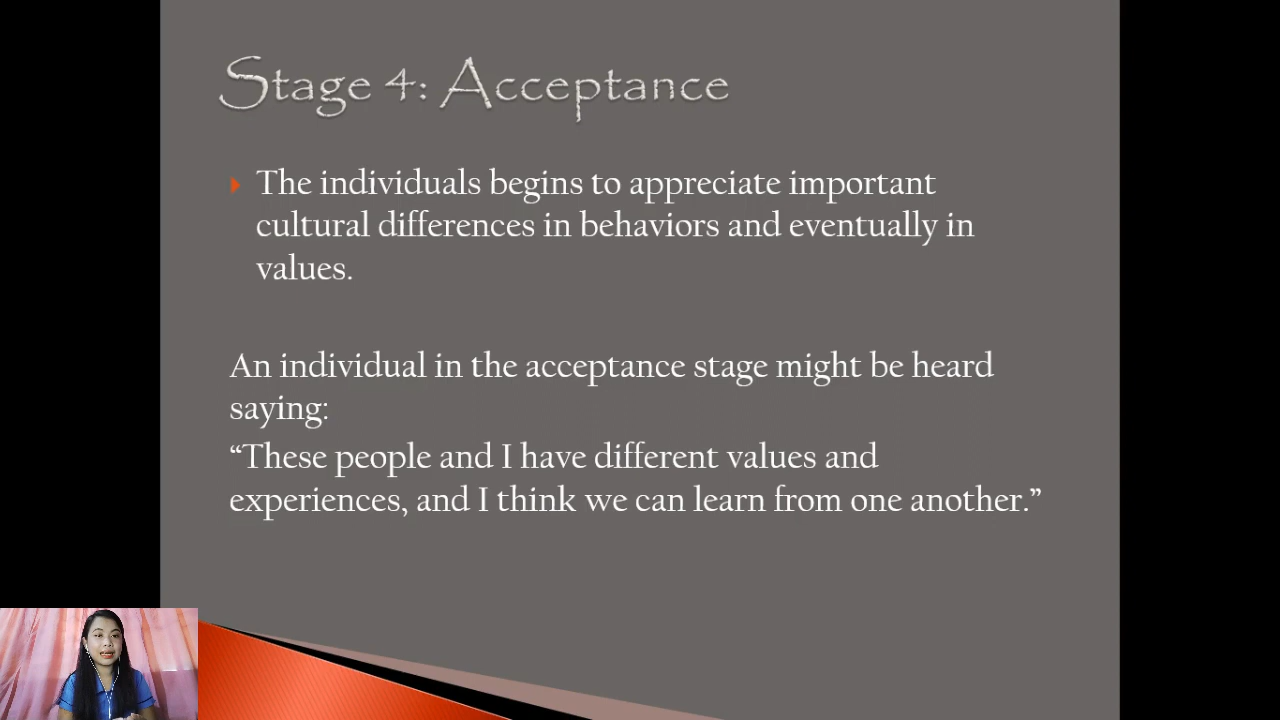 Stage 4: Acceptance
The individuals begins to appreciate important
cultural differences in behaviors and eventually in
values.
An individual in the acceptance stage might be heard
saying:
“These people and I have different values and
experiences, and I think we can learn from one another.”